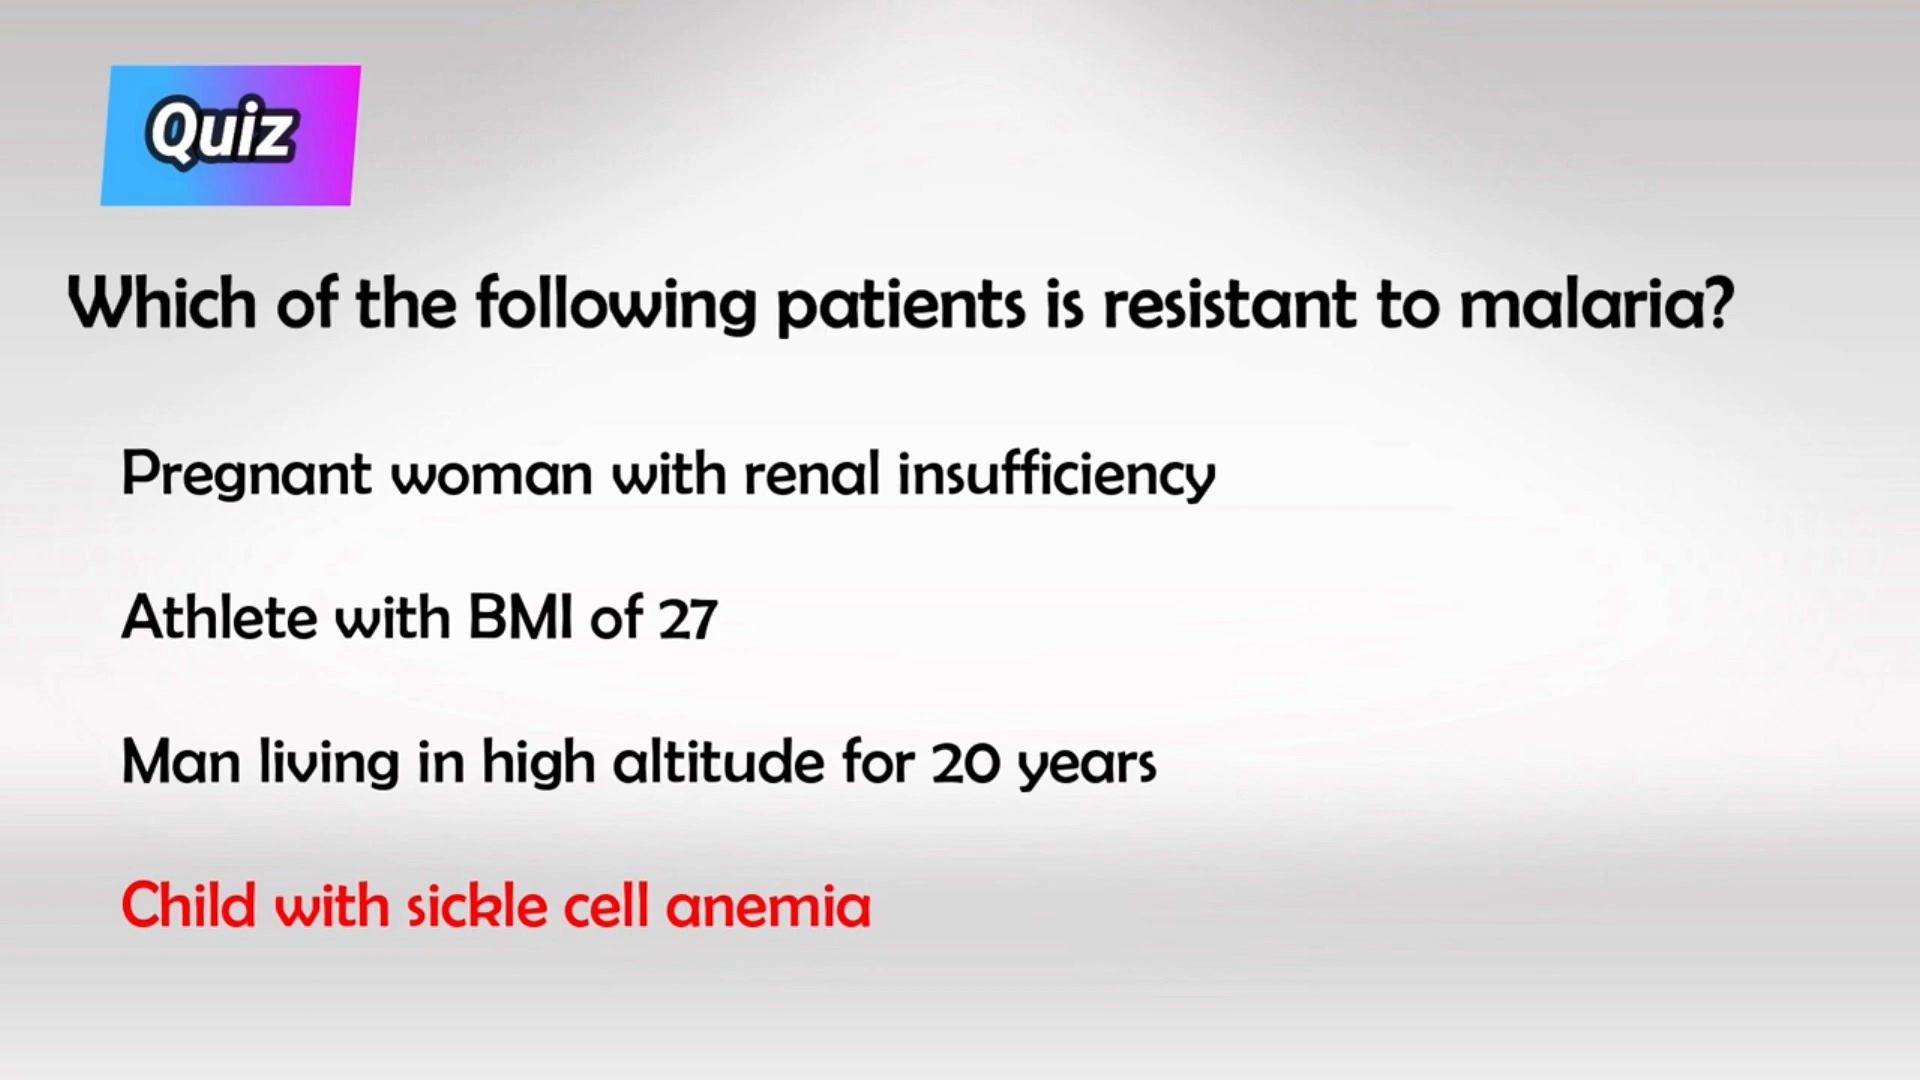 Quiz
Which of the following patients is resistant to malaria?
Pregnant woman with renal insufficiency
Athlete with BMI of 27
Man living in high altitude for 20 years
Child with sickle cell anemia